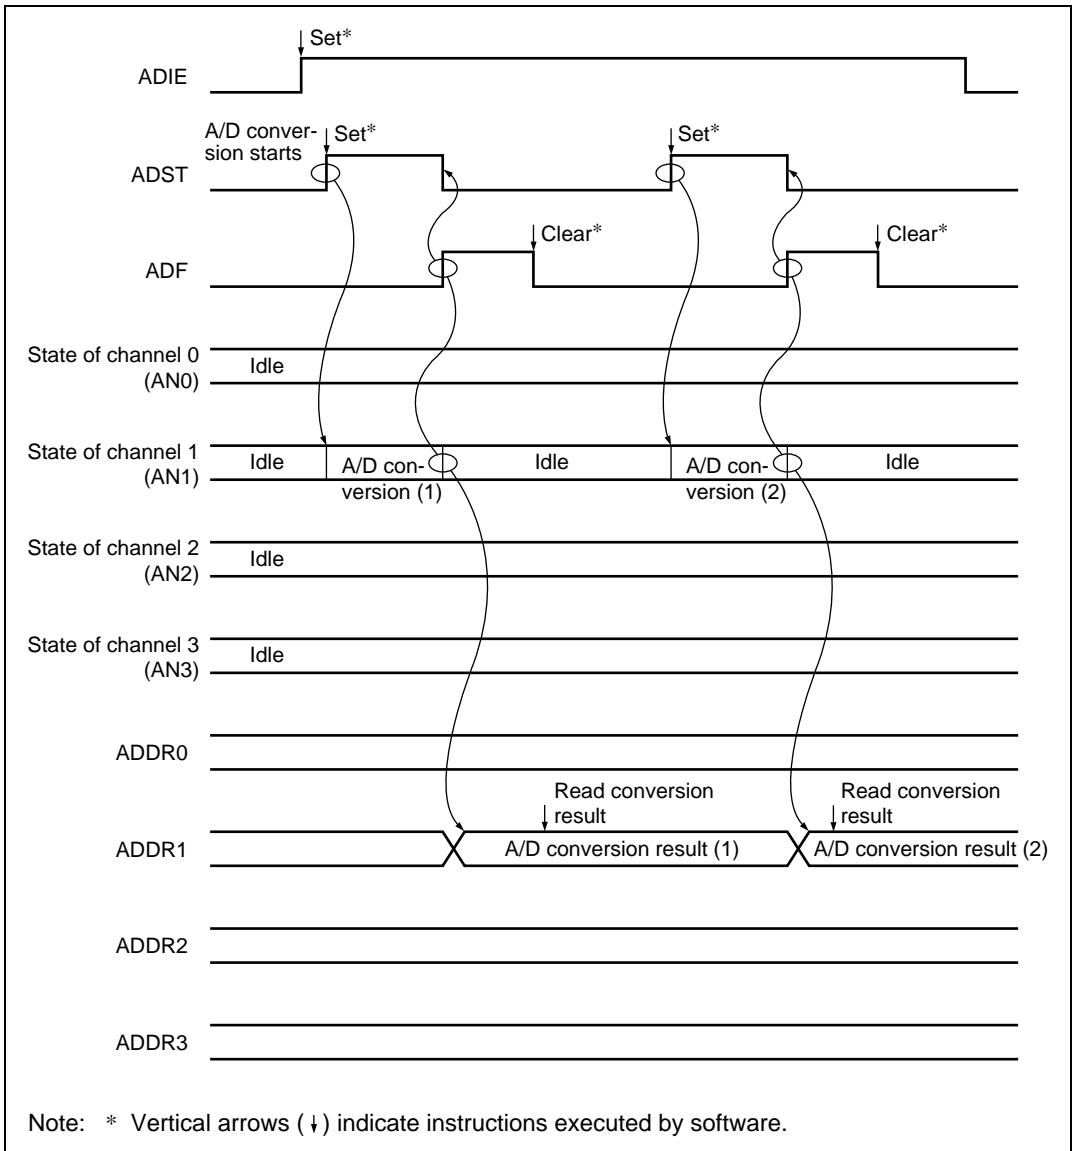 Set*
ADIE
A/D conver-
sion starts
Set*
Set*
ADST
Clear*
Clear*
ADF
State of channel 0
(AN0)
Idle
State of channel 1
(AN1)
Idle
A/D con-
version (1)
Idle
A/D con-
version (2)
Idle
State of channel 2
(AN2)
Idle
State of channel 3
(AN3)
Idle
ADDR0
Read conversion
result
Read conversion
result
ADDR1
A/D conversion result (1)
A/D conversion result (2)
ADDR2
ADDR3
Note: * Vertical arrows (↓) indicate instructions executed by software.